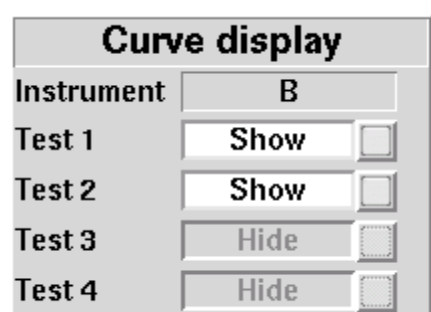 Curve display
Instrument B
Test 1 Show
Test 2 Show
Test 3 Hide
Test 4 Hide